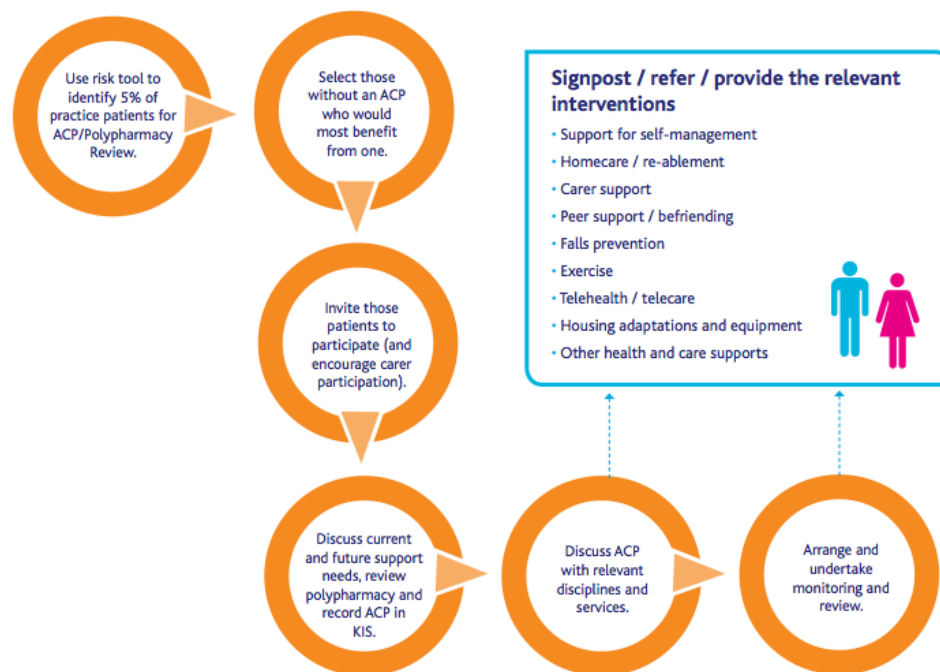 Use risk tool to
identify 5% of
practice patients for
ACP/Polypharmacy
Review.
Select those
without an ACP
who would
most benefit
from one.
Invite those
patients to
participate (and
encourage carer
participation).
Discuss current
and future support
needs, review
polypharmacy and
record ACP in
KIS.
Discuss ACP
with relevant
disciplines and
services.
Arrange and
undertake
monitoring and
review.
Signpost / refer / provide the relevant
interventions
• Support for self-management
• Homecare / re-ablement
• Carer support
• Peer support / befriending
• Falls prevention
• Exercise
• Telehealth / telecare
• Housing adaptations and equipment
• Other health and care supports